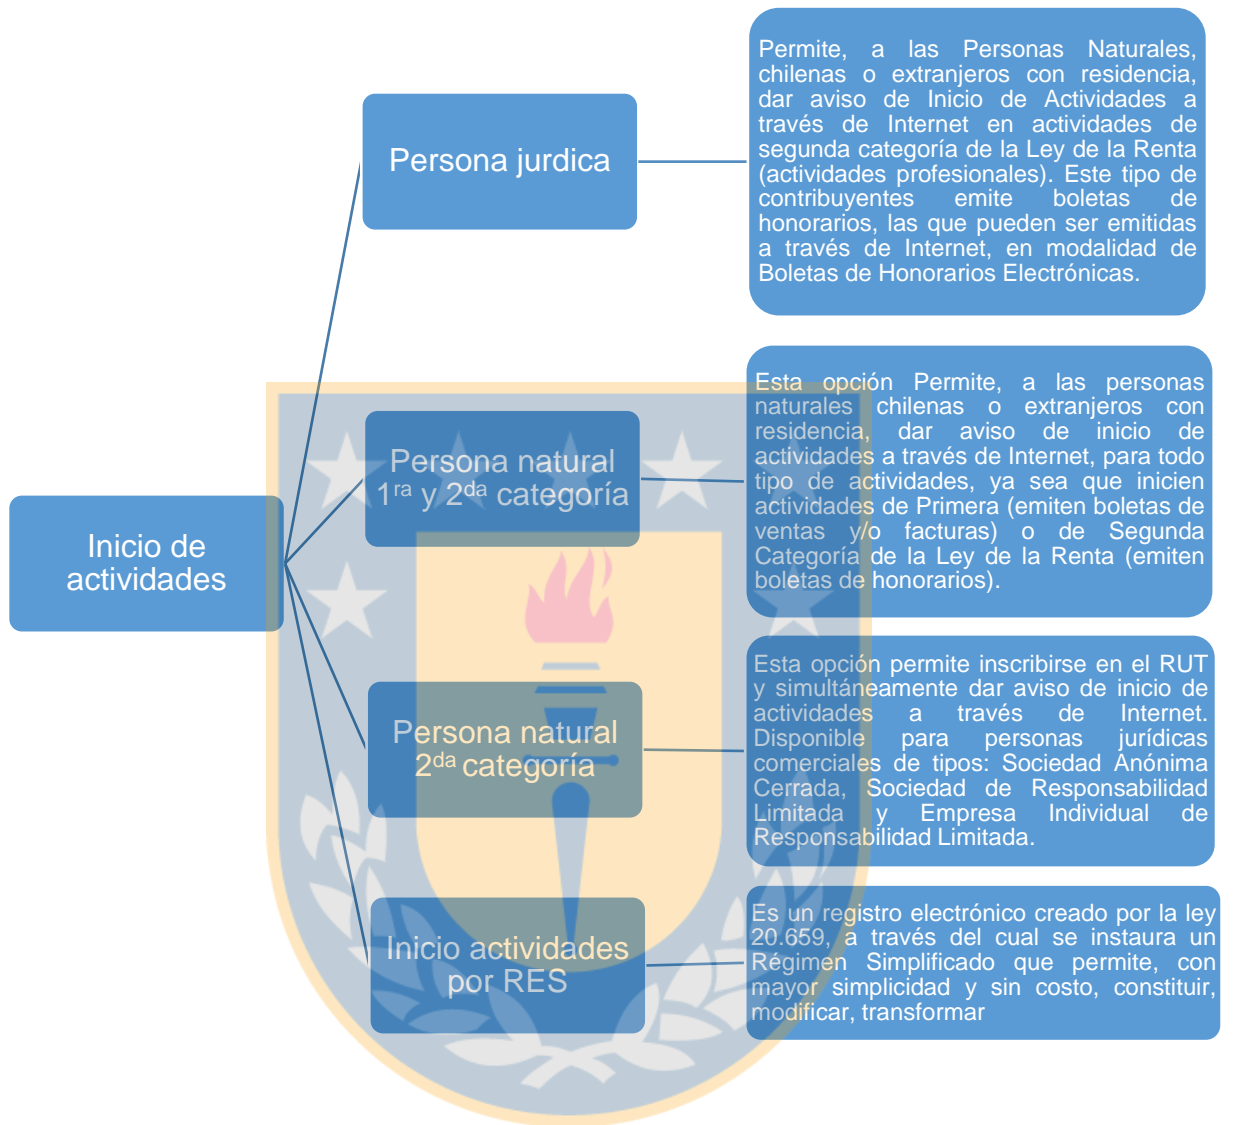 Inicio de
actividades
Persona jurdica
Permite, a las Personas Naturales,
chilenas o extranjeros con residencia,
dar aviso de Inicio de Actividades a
través de Internet en actividades de
segunda categoría de la Ley de la Renta
(actividades profesionales). Este tipo de
contribuyentes emite boletas de
honorarios, las que pueden ser emitidas
a través de Internet, en modalidad de
Boletas de Honorarios Electrónicas.
Persona natural
1ra y 2da categoría
Esta opción Permite, a las personas
naturales chilenas o extranjeros con
residencia, dar aviso de inicio de
actividades a través de Internet, para todo
tipo de actividades, ya sea que inicien
actividades de Primera (emiten boletas de
ventas y/o facturas) o de Segunda
Categoría de la Ley de la Renta (emiten
boletas de honorarios).
Persona natural
2da categoría
Esta opción permite inscribirse en el RUT
y simultáneamente dar aviso de inicio de
actividades a través de Internet.
Disponible para personas jurídicas
comerciales de tipos: Sociedad Anónima
Cerrada, Sociedad de Responsabilidad
Limitada y Empresa Individual de
Responsabilidad Limitada.
Inicio actividades
por RES
Es un registro electrónico creado por la ley
20.659, a través del cual se instaura un
Régimen Simplificado que permite, con
mayor simplicidad y sin costo, constituir,
modificar, transformar